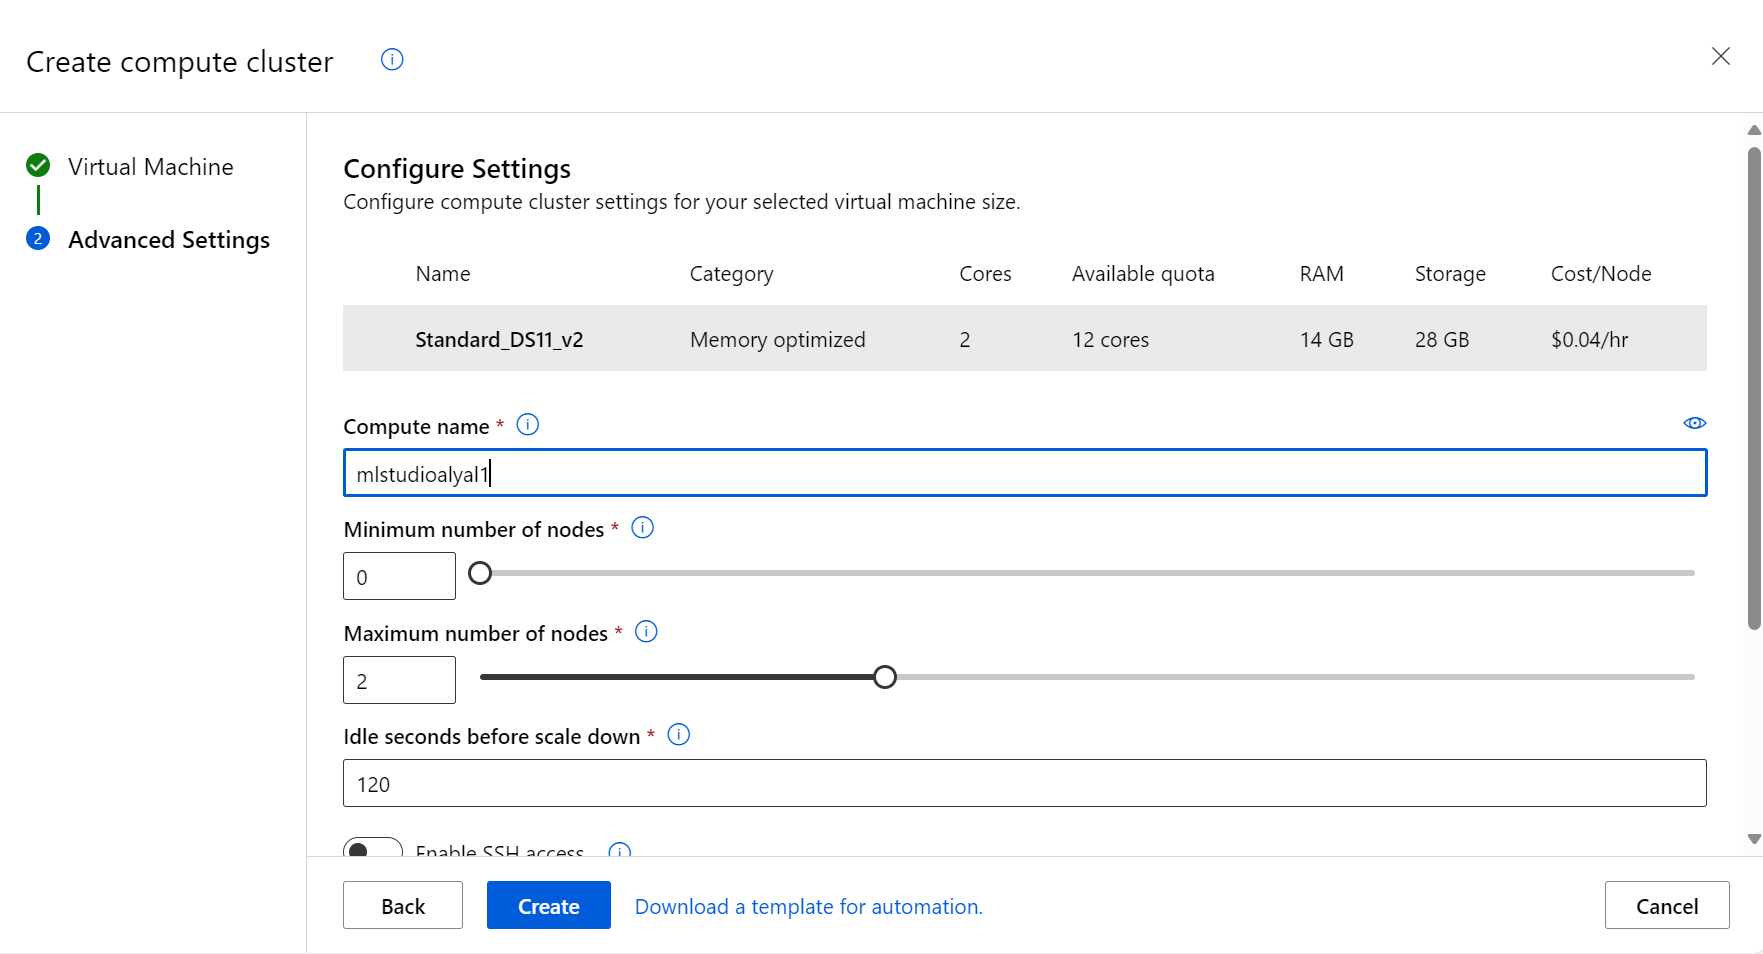 Create compute cluster
Virtual Machine
2 Advanced Settings
Configure Settings
Configure compute cluster settings for your selected virtual machine size.
Name Category Cores Available quota RAM Storage Cost/Node
Standard_DS11_v2 Memory optimized 2 12 cores 14 GB 28 GB $0.04/hr
Compute name *
mlstudioalyal1
Minimum number of nodes *
0
Maximum number of nodes *
2
Idle seconds before scale down *
120
Enable SSH access
Back Create Download a template for automation. Cancel